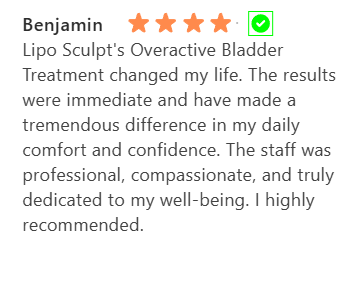 Benjamin
Lipo Sculpt's Overactive Bladder
Treatment changed my life. The results
were immediate and have made a
tremendous difference in my daily
comfort and confidence. The staff was
professional, compassionate, and truly
dedicated to my well-being. I highly
recommended.